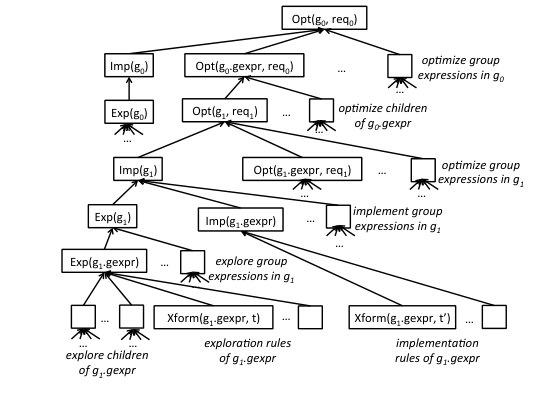 Opt(g₀, req₀)
Imp(g₀)
Opt(g₀.gexpr, req₀)
...
optimize group
expressions in g₀
...
Exp(g₀)
...
Opt(g₁, req₁)
...
...
optimize children
of g₀.gexpr
Imp(g₁)
Opt(g₁.gexpr, req₁)
...
...
...
optimize group
expressions in g₁
Exp(g₁)
Imp(g₁.gexpr)
...
...
implement group
expressions in g₁
Exp(g₁.gexpr)
...
...
explore group
expressions in g₁
...
...
...
Xform(g₁.gexpr, t)
...
Xform(g₁.gexpr, t’)
...
explore children
of g₁.gexpr
exploration rules
of g₁.gexpr
implementation
rules of g₁.gexpr